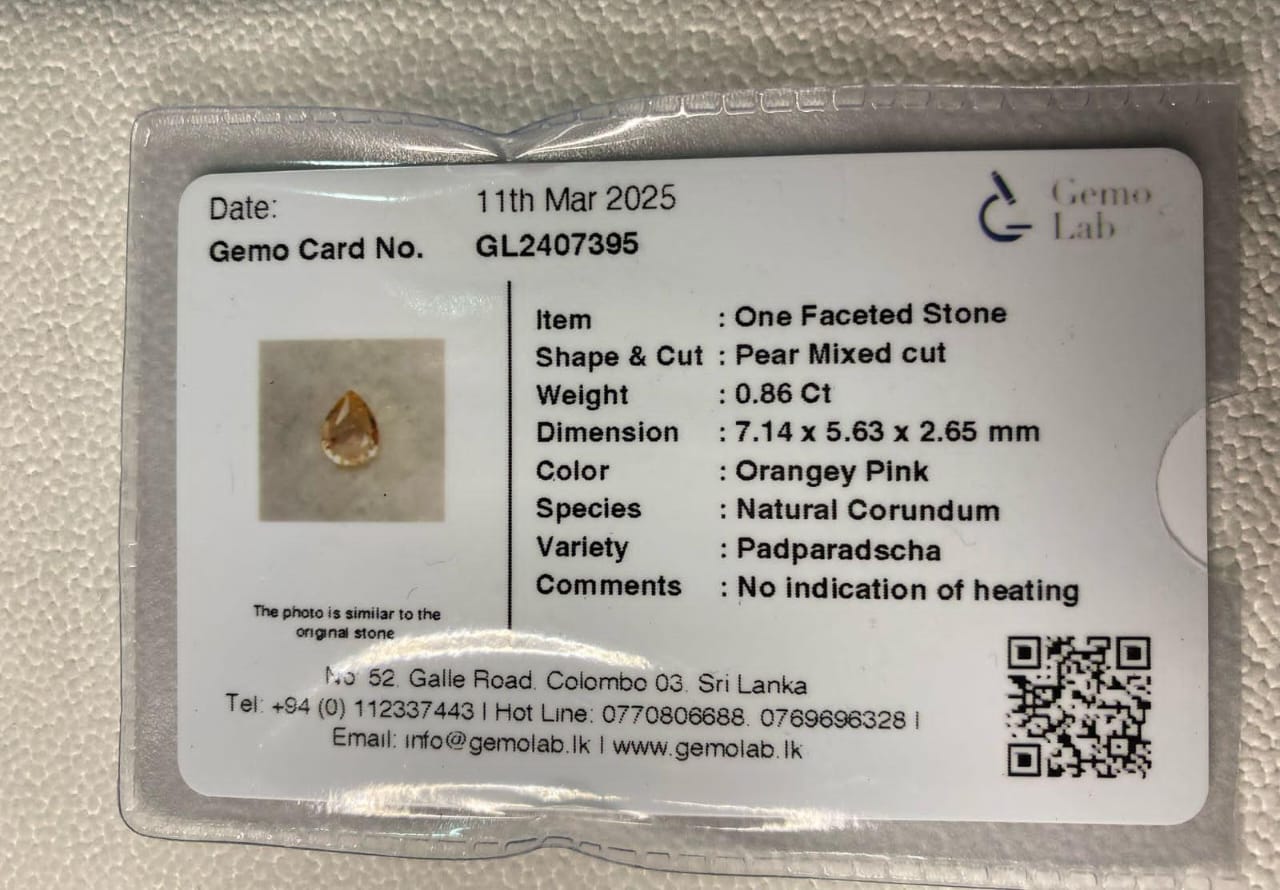 Date: 11th Mar 2025
Gemo Card No. GL2407395
Gemo
Lab
Item : One Faceted Stone
Shape & Cut : Pear Mixed cut
Weight : 0.86 Ct
Dimension : 7.14 x 5.63 x 2.65 mm
Color : Orangey Pink
Species : Natural Corundum
Variety : Padparadscha
Comments : No indication of heating
The photo is similar to the
original stone
No 52. Galle Road. Colombo 03. Sri Lanka
Tel: +94 (0) 112337443 | Hot Line: 0770806688. 0769696328 |
Email: info@gemolab.lk | www.gemolab.lk